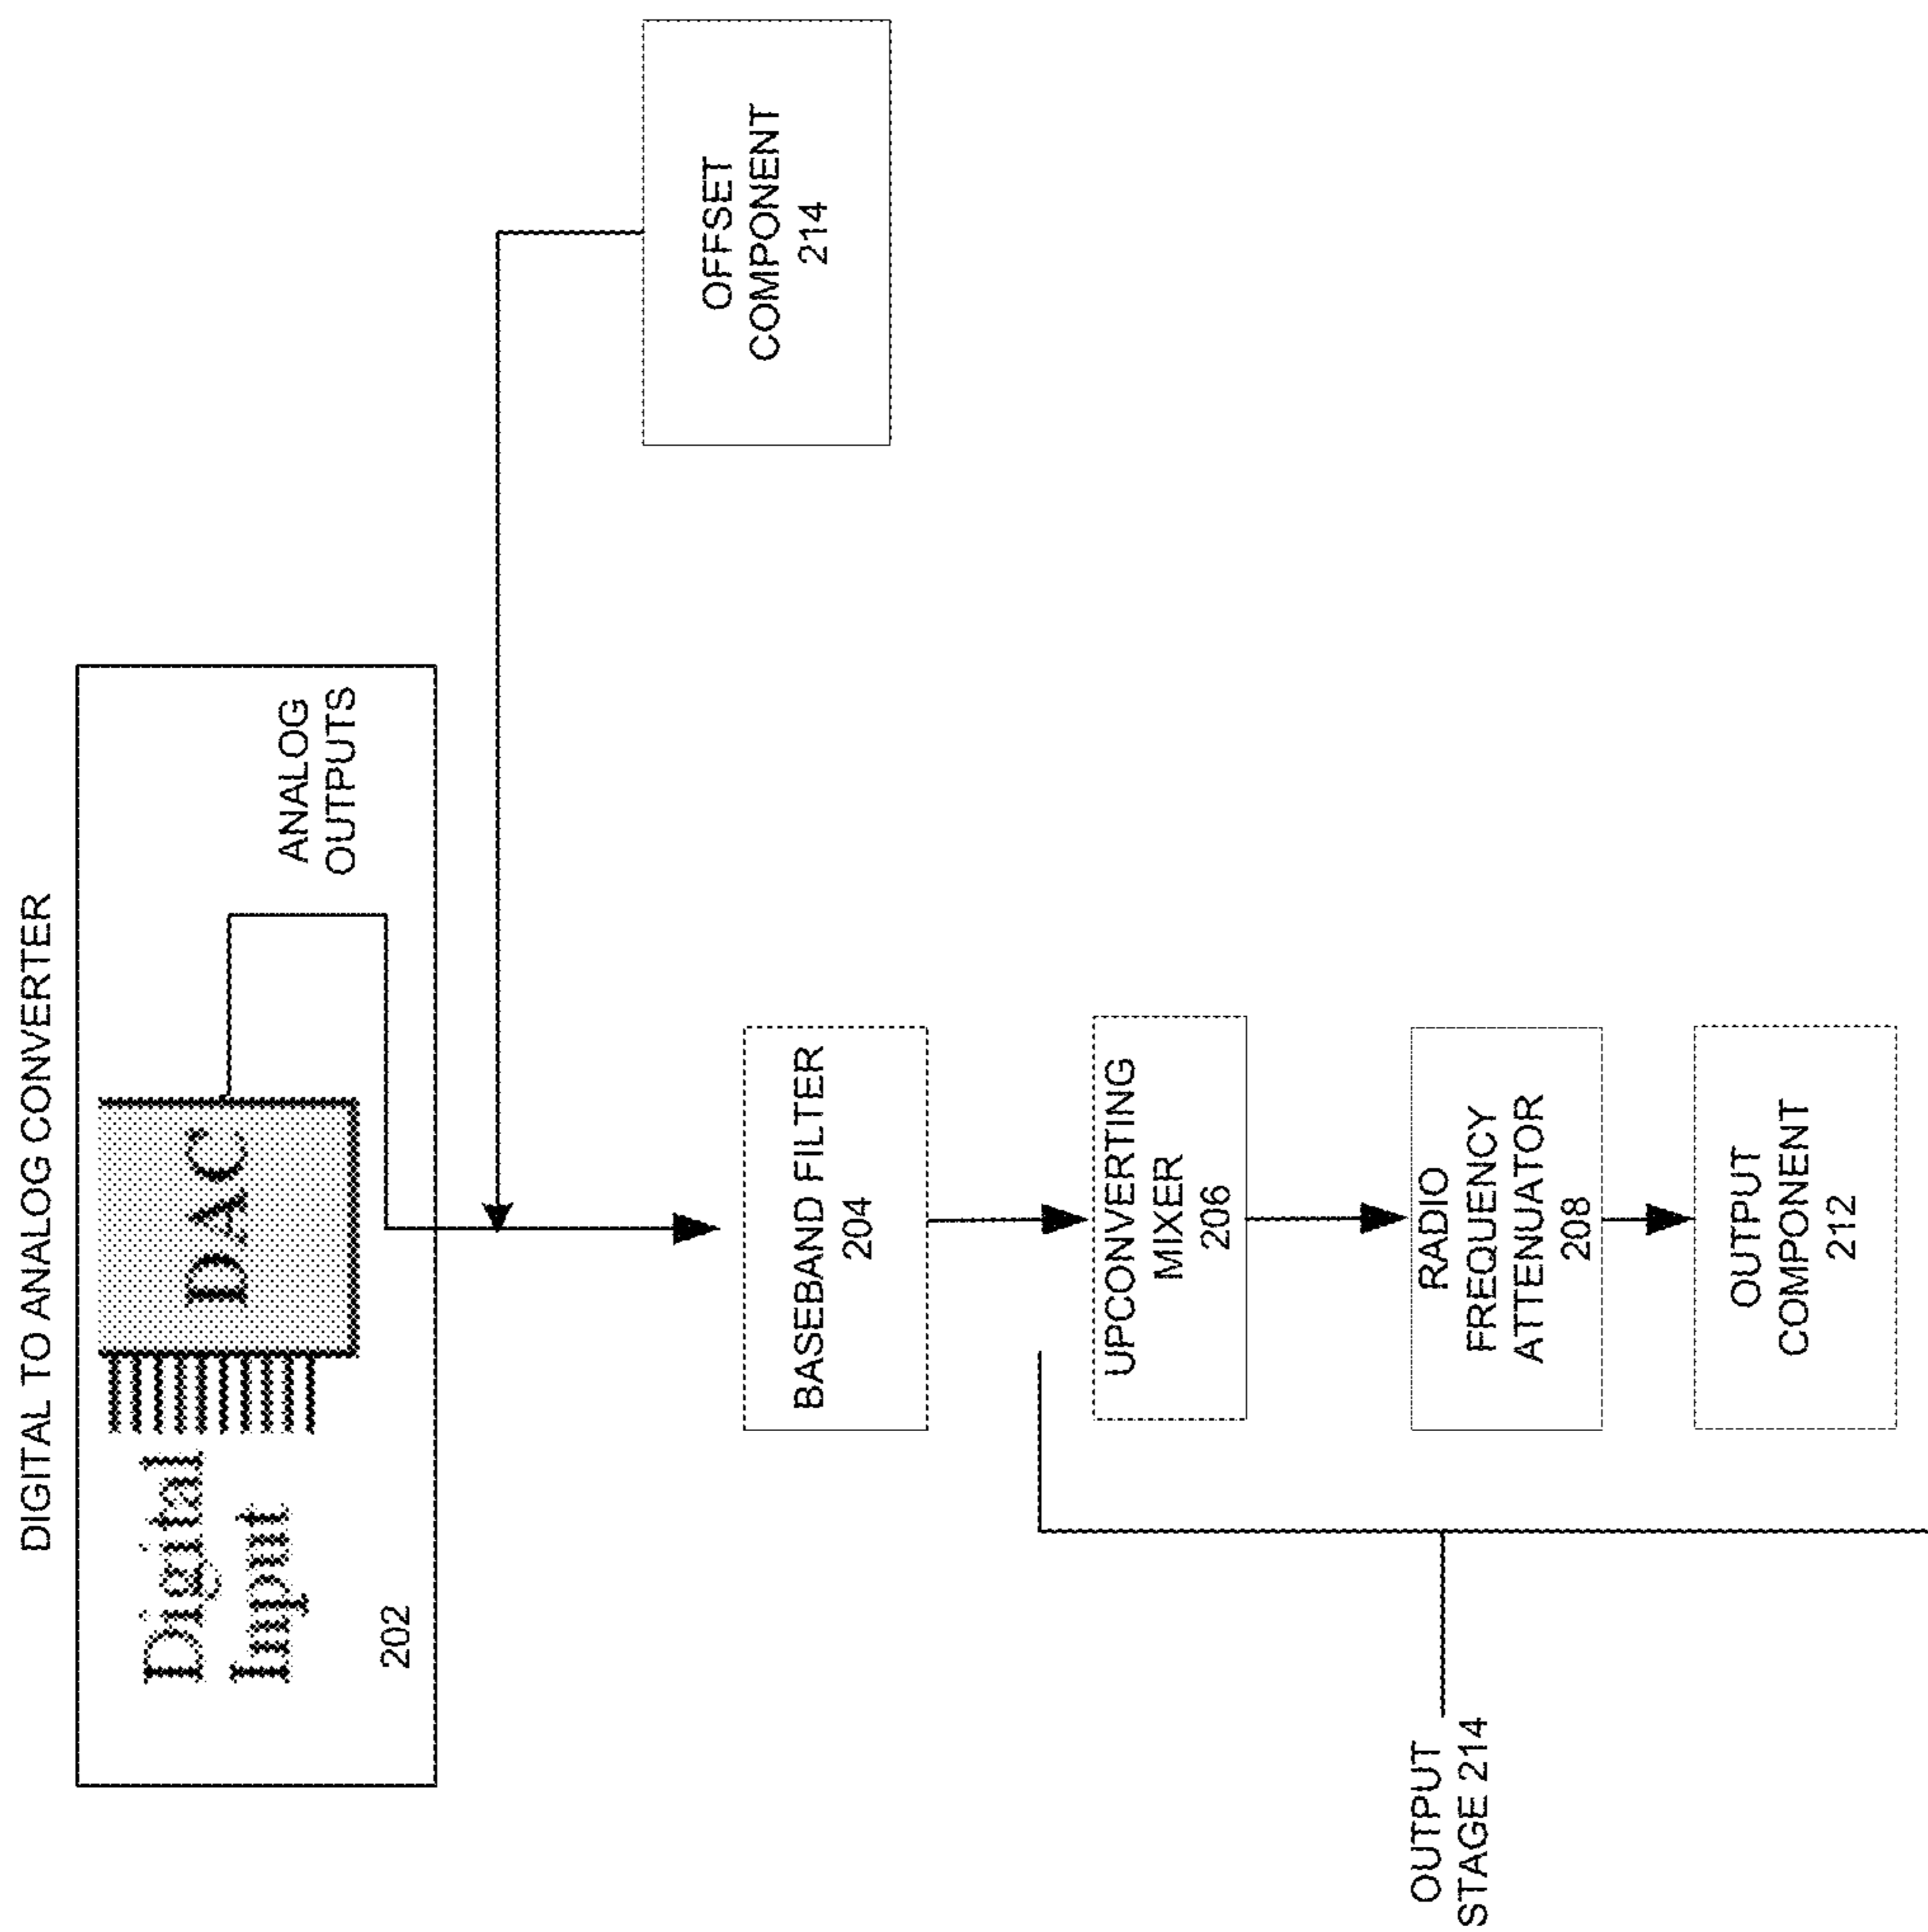 DIGITAL TO ANALOG CONVERTER
Digital
Input
DAC
ANALOG
OUTPUTS
202
OFFSET
COMPONENT
214
BASEBAND FILTER
204
UPCONVERTING
MIXER
206
RADIO
FREQUENCY
ATTENUATOR
208
OUTPUT
COMPONENT
212
OUTPUT
STAGE 214